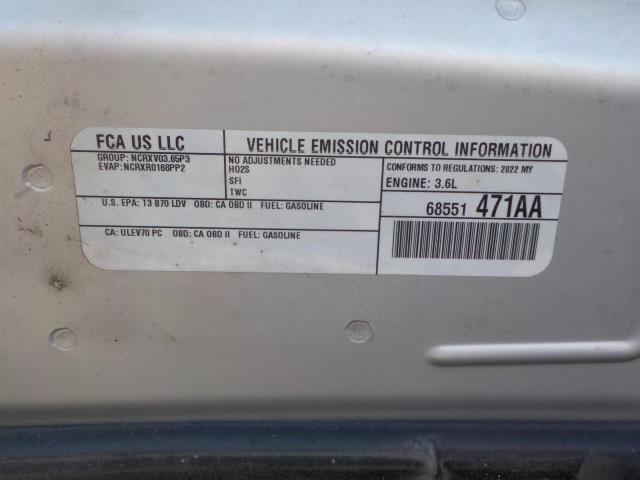 FCA US LLC
VEHICLE EMISSION CONTROL INFORMATION
GROUP: NCRXV03.65P3
EVAP: NCRXR0168PP2
NO ADJUSTMENTS NEEDED
HO2S
SFI
TWC
CONFORMS TO REGULATIONS: 2022 MY
ENGINE: 3.6L
U.S. EPA: T3 B70 LDV OBD: CA OBD II FUEL: GASOLINE
CA: ULEV70 PC OBD: CA OBD II FUEL: GASOLINE
68551 471AA